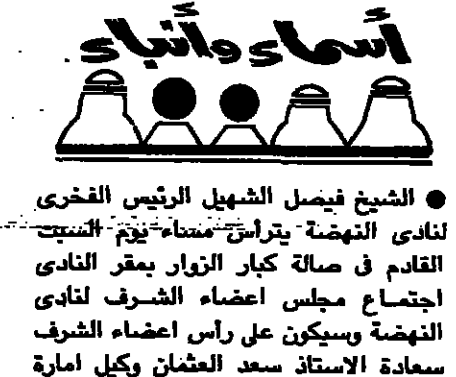 أسماء وأنباء
● الشيخ فيصل الشهيل الرئيس الفخرى
لنادى النهضة يترأس مساء يوم السبت
القادم فى صالة كبار الزوار بمقر النادى
اجتماع مجلس اعضاء الشرف لنادى
النهضة وسيكون على رأس اعضاء الشرف
سعادة الاستاذ سعد العثمان وكيل امارة